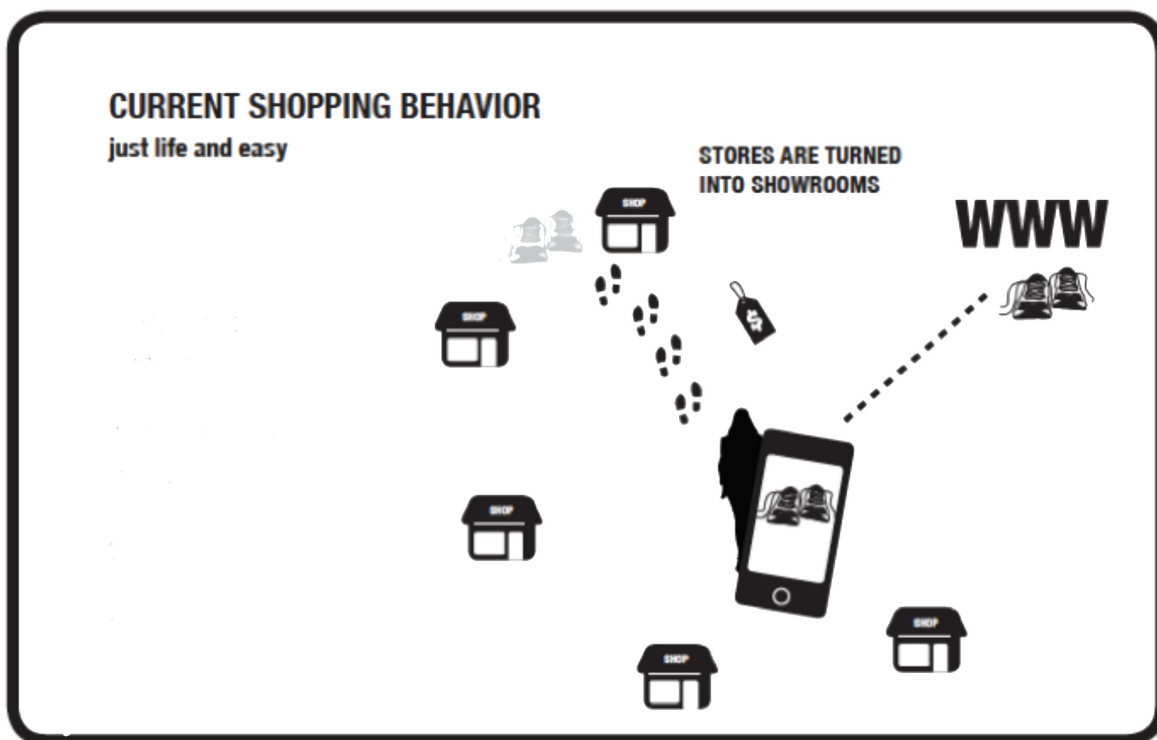 CURRENT SHOPPING BEHAVIOR
just life and easy
STORES ARE TURNED
INTO SHOWROOMS
SHOP
WWW
SHOP
$
SHOP
SHOP
SHOP